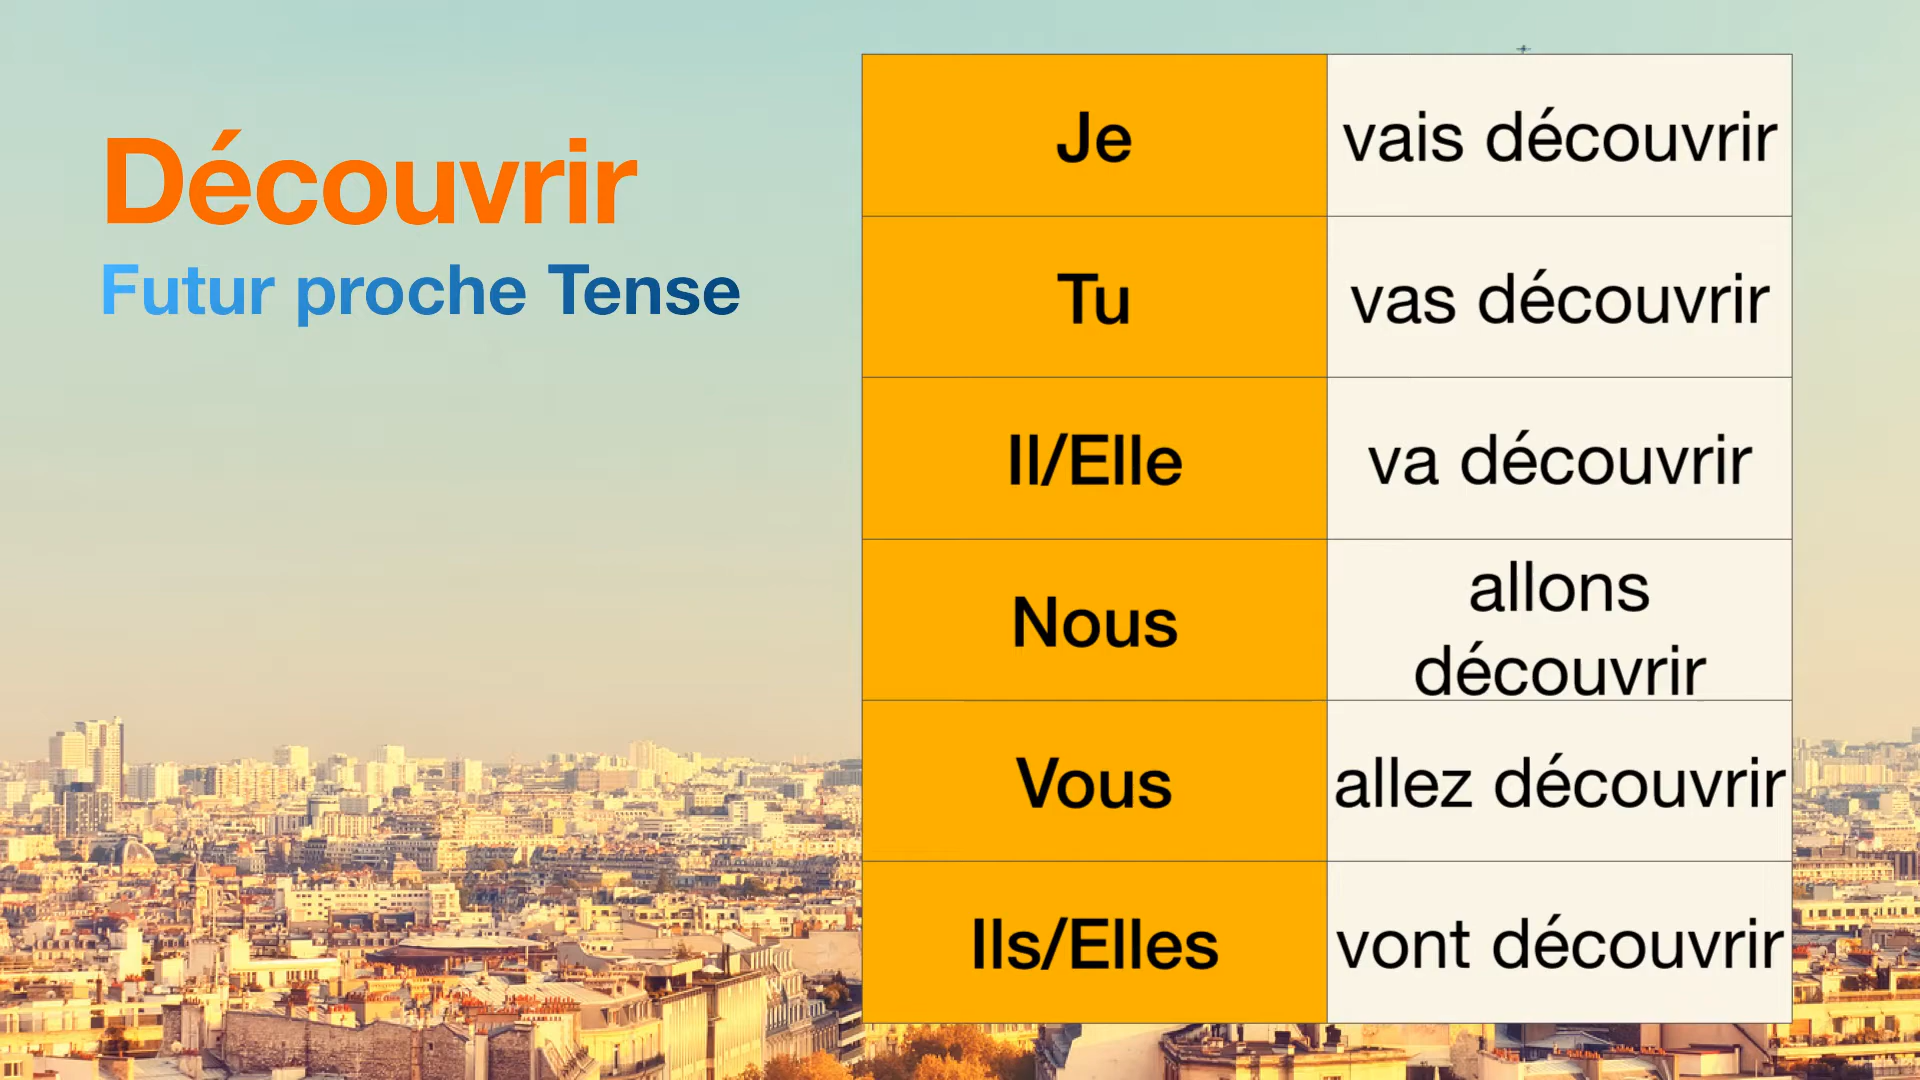 Découvrir
Futur proche Tense
Je vais découvrir
Tu vas découvrir
Il/Elle va découvrir
Nous allons
découvrir
Vous allez découvrir
Ils/Elles vont découvrir